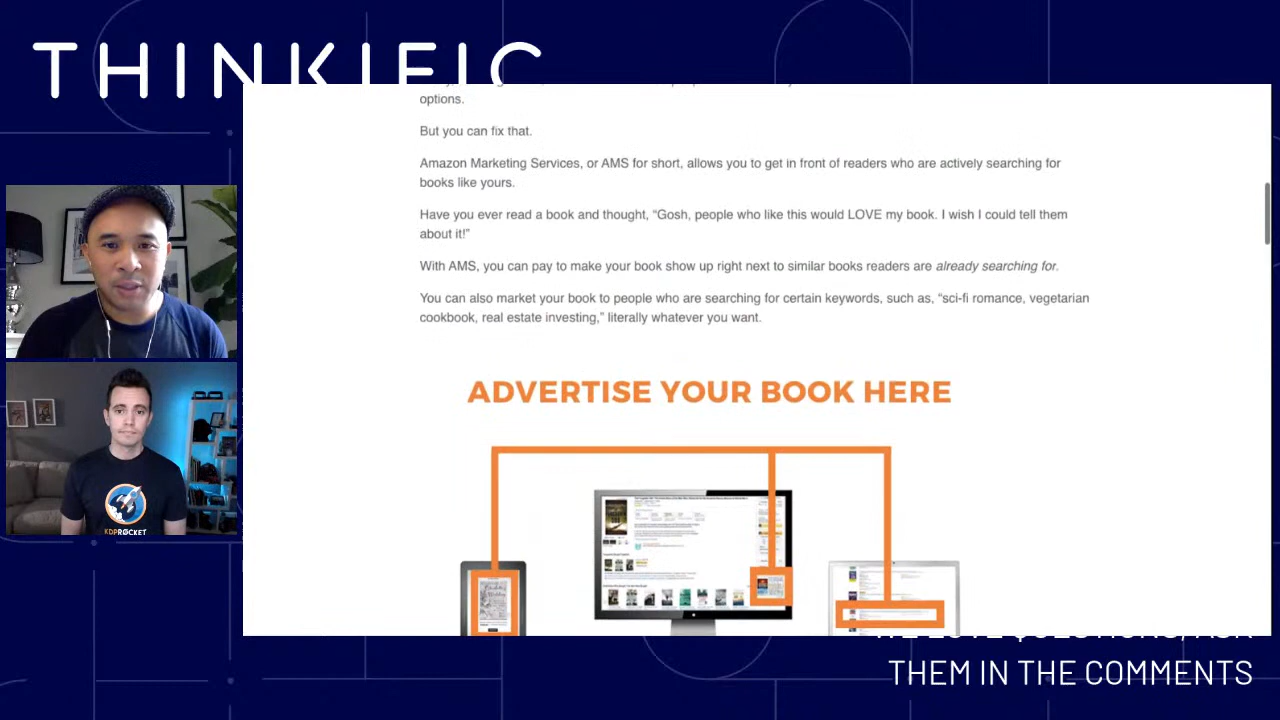 THINKIFIC
options.
But you can fix that.
Amazon Marketing Services, or AMS for short, allows you to get in front of readers who are actively searching for
books like yours.
Have you ever read a book and thought, “Gosh, people who like this would LOVE my book. I wish I could tell them
about it!”
With AMS, you can pay to make your book show up right next to similar books readers are already searching for.
You can also market your book to people who are searching for certain keywords, such as, “sci-fi romance, vegetarian
cookbook, real estate investing,” literally whatever you want.
ADVERTISE YOUR BOOK HERE
KDPROCKET
THEM IN THE COMMENTS